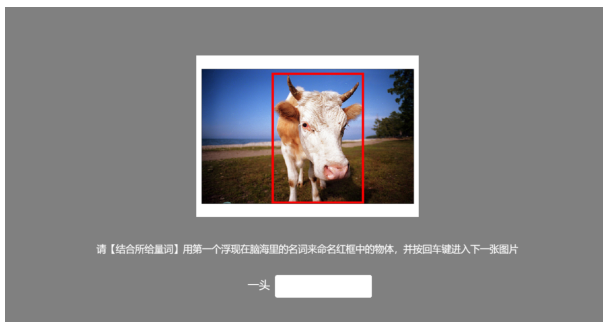 请【结合所给量词】用第一个浮现在脑海里的名词来命名红框中的物体，并按回车键进入下一张图片
一头